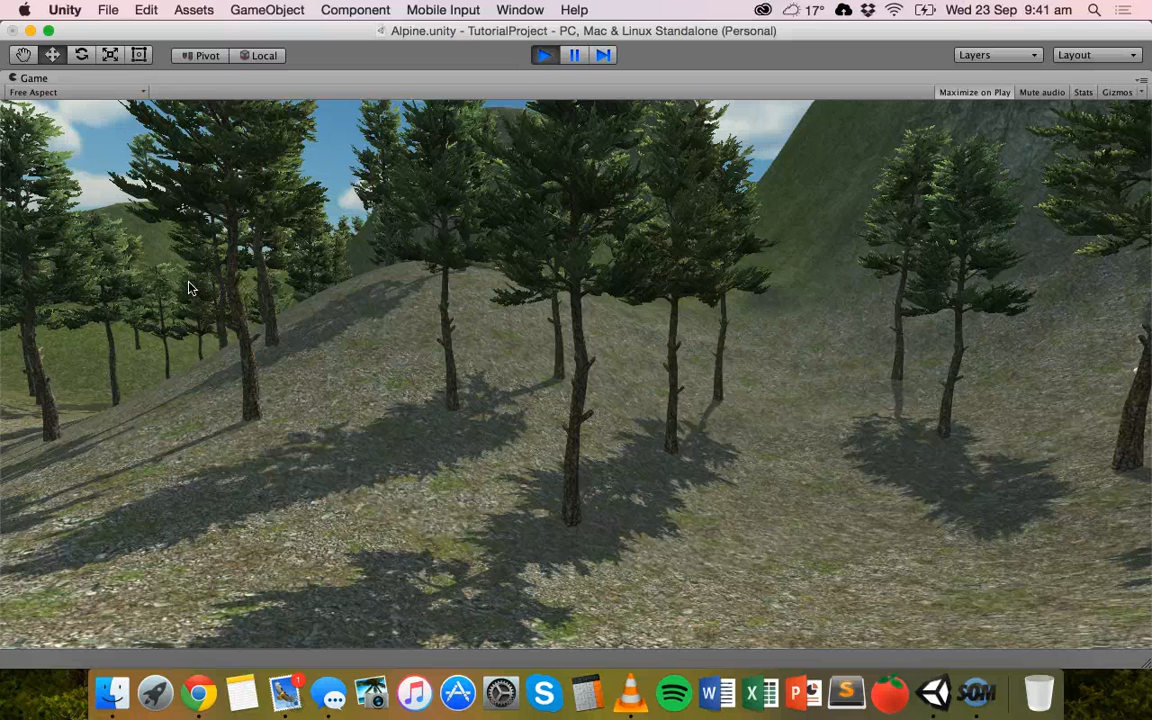 Unity File Edit Assets GameObject Component Mobile Input Window Help 17° Wed 23 Sep 9:41 am
Alpine.unity - TutorialProject - PC, Mac & Linux Standalone (Personal)
Pivot Local Layers Layout
Game
Free Aspect Maximize on Play Mute audio Stats Gizmos
1
S W X P S SOM